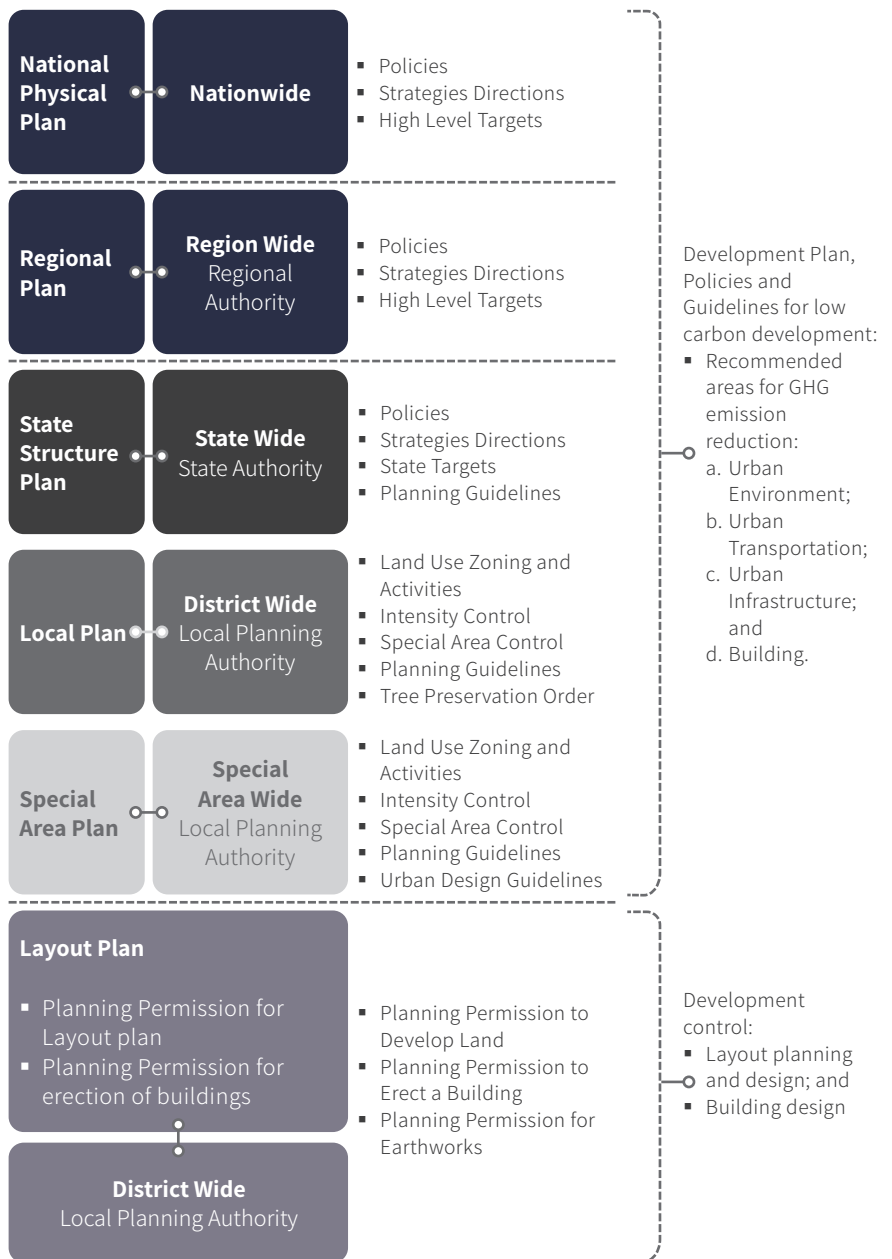 National
Physical
Plan
Nationwide
▪ Policies
▪ Strategies Directions
▪ High Level Targets
Regional
Plan
Region Wide
Regional
Authority
▪ Policies
▪ Strategies Directions
▪ High Level Targets
State
Structure
Plan
State Wide
State Authority
▪ Policies
▪ Strategies Directions
▪ State Targets
▪ Planning Guidelines
Local Plan
District Wide
Local Planning
Authority
▪ Land Use Zoning and
Activities
▪ Intensity Control
▪ Special Area Control
▪ Planning Guidelines
▪ Tree Preservation Order
Special
Area Plan
Special
Area Wide
Local Planning
Authority
▪ Land Use Zoning and
Activities
▪ Intensity Control
▪ Special Area Control
▪ Planning Guidelines
▪ Urban Design Guidelines
Development Plan,
Policies and
Guidelines for low
carbon development:
▪ Recommended
areas for GHG
emission
reduction:
a. Urban
Environment;
b. Urban
Transportation;
c. Urban
Infrastructure;
and
d. Building.
Layout Plan
▪ Planning Permission for
Layout plan
▪ Planning Permission for
erection of buildings
District Wide
Local Planning Authority
▪ Planning Permission to
Develop Land
▪ Planning Permission to
Erect a Building
▪ Planning Permission for
Earthworks
Development
control:
▪ Layout planning
and design; and
▪ Building design